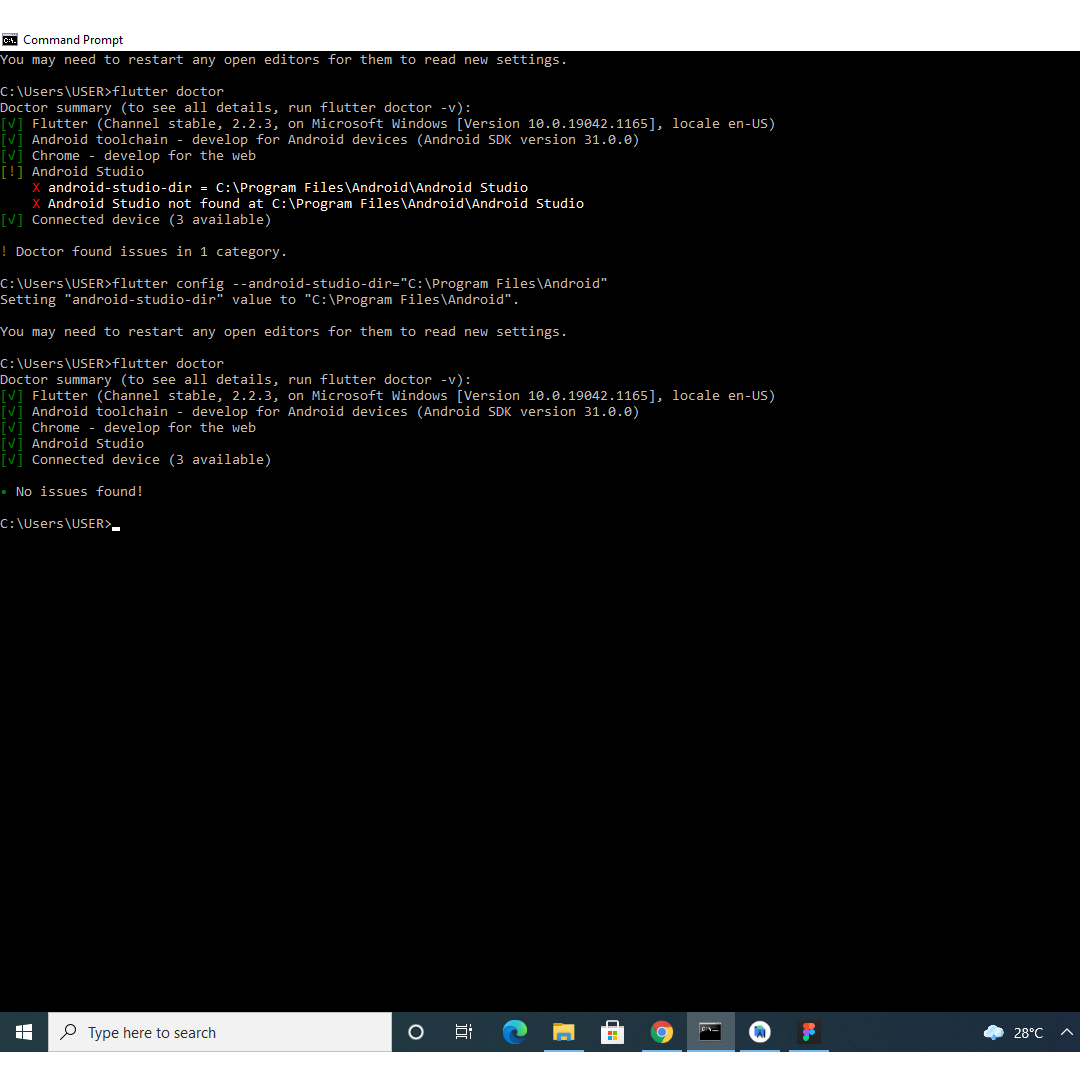 Command Prompt
You may need to restart any open editors for them to read new settings.
C:\Users\USER>flutter doctor
Doctor summary (to see all details, run flutter doctor -v):
[√] Flutter (Channel stable, 2.2.3, on Microsoft Windows [Version 10.0.19042.1165], locale en-US)
[√] Android toolchain - develop for Android devices (Android SDK version 31.0.0)
[√] Chrome - develop for the web
[!] Android Studio
X android-studio-dir = C:\Program Files\Android\Android Studio
X Android Studio not found at C:\Program Files\Android\Android Studio
[√] Connected device (3 available)
! Doctor found issues in 1 category.
C:\Users\USER>flutter config --android-studio-dir="C:\Program Files\Android"
Setting "android-studio-dir" value to "C:\Program Files\Android".
You may need to restart any open editors for them to read new settings.
C:\Users\USER>flutter doctor
Doctor summary (to see all details, run flutter doctor -v):
[√] Flutter (Channel stable, 2.2.3, on Microsoft Windows [Version 10.0.19042.1165], locale en-US)
[√] Android toolchain - develop for Android devices (Android SDK version 31.0.0)
[√] Chrome - develop for the web
[√] Android Studio
[√] Connected device (3 available)
• No issues found!
C:\Users\USER>
Type here to search
28°C